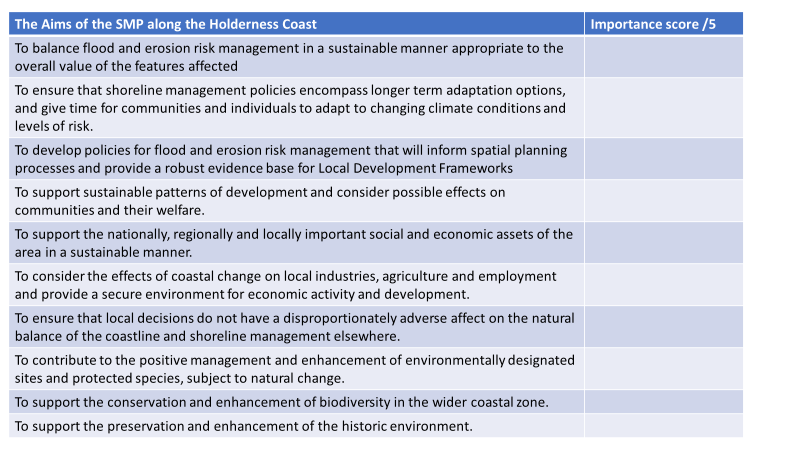 The Aims of the SMP along the Holderness Coast
Importance score /5
To balance flood and erosion risk management in a sustainable manner appropriate to the
overall value of the features affected
To ensure that shoreline management policies encompass longer term adaptation options,
and give time for communities and individuals to adapt to changing climate conditions and
levels of risk.
To develop policies for flood and erosion risk management that will inform spatial planning
processes and provide a robust evidence base for Local Development Frameworks
To support sustainable patterns of development and consider possible effects on
communities and their welfare.
To support the nationally, regionally and locally important social and economic assets of the
area in a sustainable manner.
To consider the effects of coastal change on local industries, agriculture and employment
and provide a secure environment for economic activity and development.
To ensure that local decisions do not have a disproportionately adverse affect on the natural
balance of the coastline and shoreline management elsewhere.
To contribute to the positive management and enhancement of environmentally designated
sites and protected species, subject to natural change.
To support the conservation and enhancement of biodiversity in the wider coastal zone.
To support the preservation and enhancement of the historic environment.